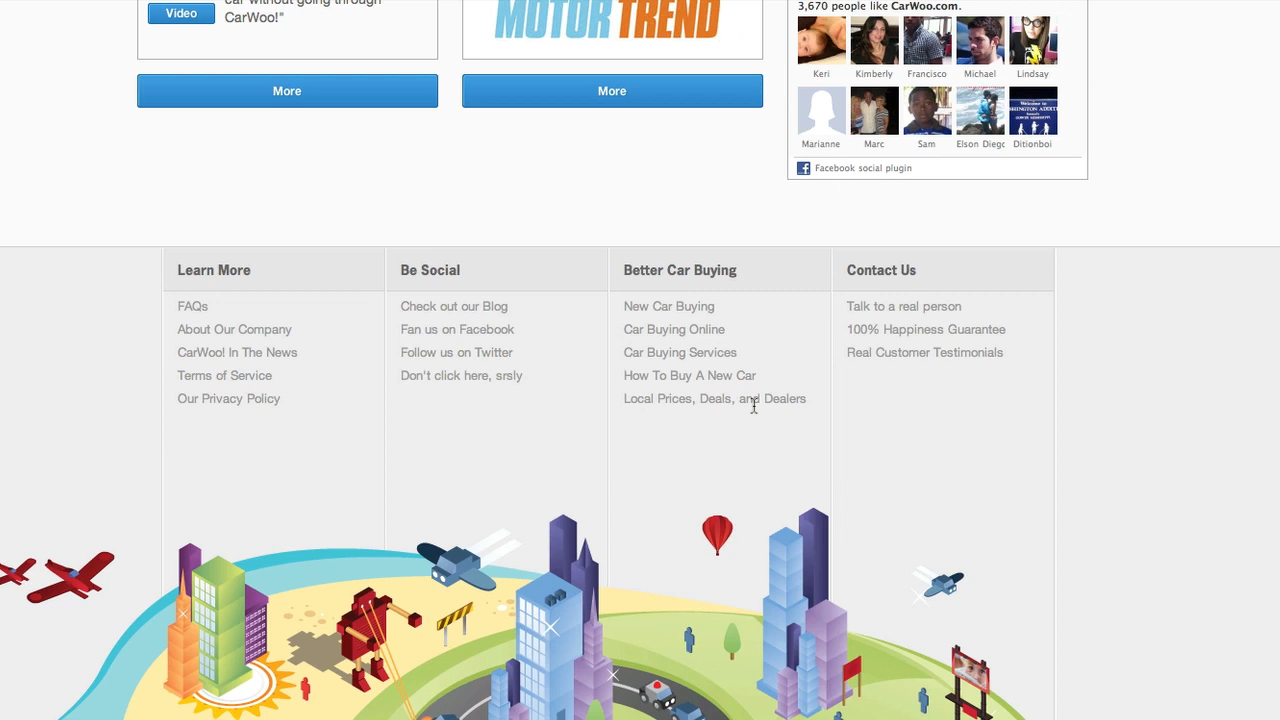 car without going through
Video
CarWoo!"
MOTOR TREND
More
More
3,670 people like CarWoo.com.
Keri
Kimberly
Francisco
Michael
Lindsay
Marianne
Marc
Sam
Elson Diego
Ditionboi
Facebook social plugin
Learn More
FAQs
About Our Company
CarWoo! In The News
Terms of Service
Our Privacy Policy
Be Social
Check out our Blog
Fan us on Facebook
Follow us on Twitter
Don't click here, srsly
Better Car Buying
New Car Buying
Car Buying Online
Car Buying Services
How To Buy A New Car
Local Prices, Deals, and Dealers
Contact Us
Talk to a real person
100% Happiness Guarantee
Real Customer Testimonials